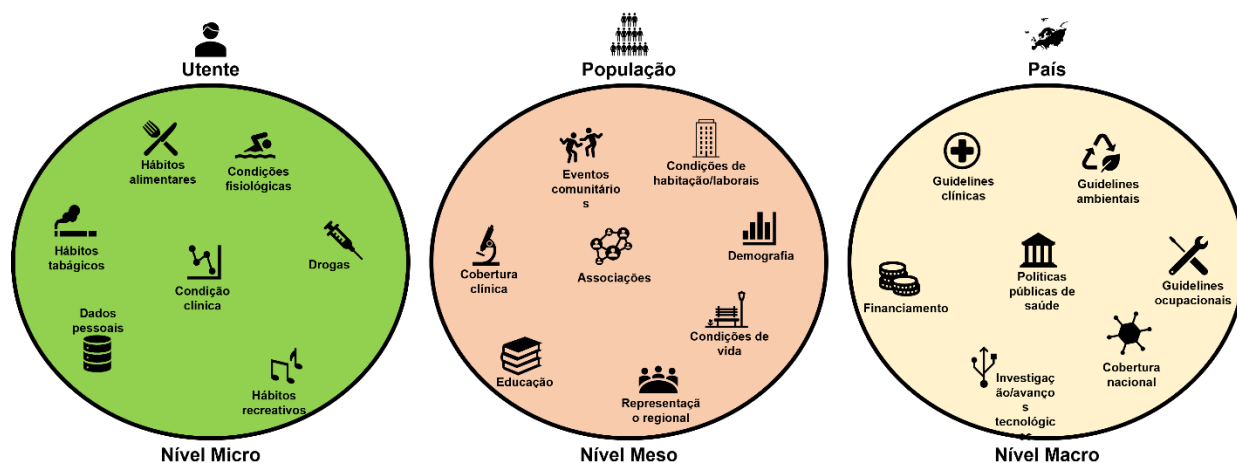 Utente
Hábitos
alimentares
Condições
fisiológicas
Hábitos
tabágicos
Condição
clínica
Drogas
Dados
pessoais
Hábitos
recreativos
Nível Micro
População
Eventos
comunitário
s
Condições de
habitação/laborais
Cobertura
clínica
Associações
Demografia
Condições de
vida
Educação
Representaçã
o regional
Nível Meso
País
Guidelines
clínicas
Guidelines
ambientais
Financiamento
Políticas
públicas de
saúde
Guidelines
ocupacionais
Investigaç
ão/avanço
s
tecnológic
Cobertura
nacional
Nível Macro